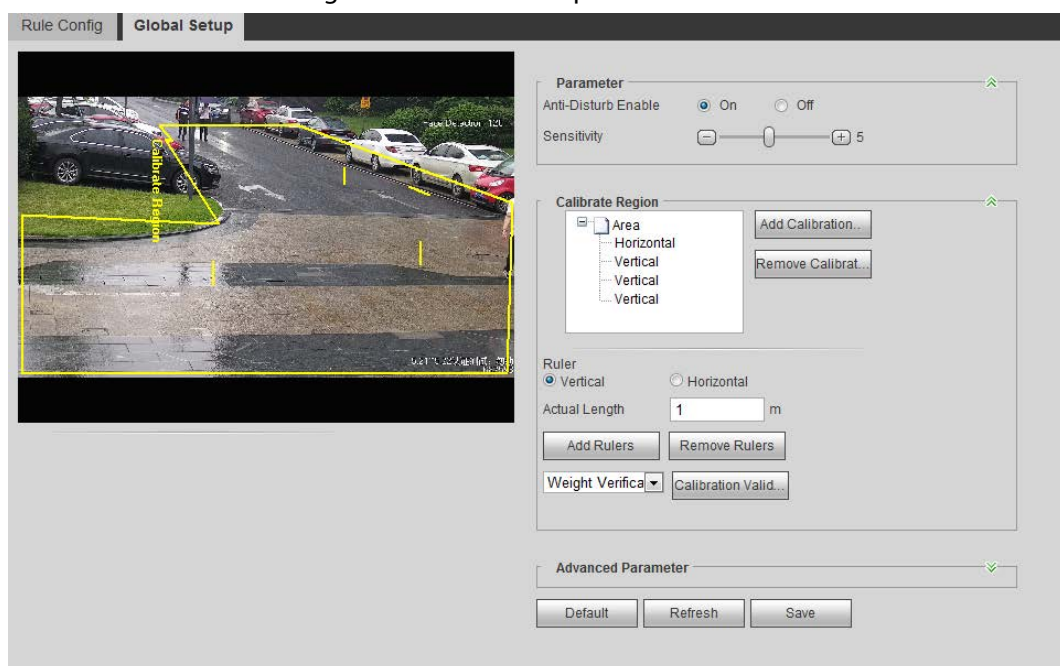 Rule Config Global Setup
Parameter
Anti-Disturb Enable On Off
Sensitivity 5
Calibrate Region
Calibrate Region
Area
Horizontal
Vertical
Vertical
Vertical
Add Calibration..
Remove Calibrat...
Ruler
Vertical Horizontal
Actual Length 1 m
Add Rulers Remove Rulers
Weight Verifica Calibration Valid...
Advanced Parameter
Default Refresh Save